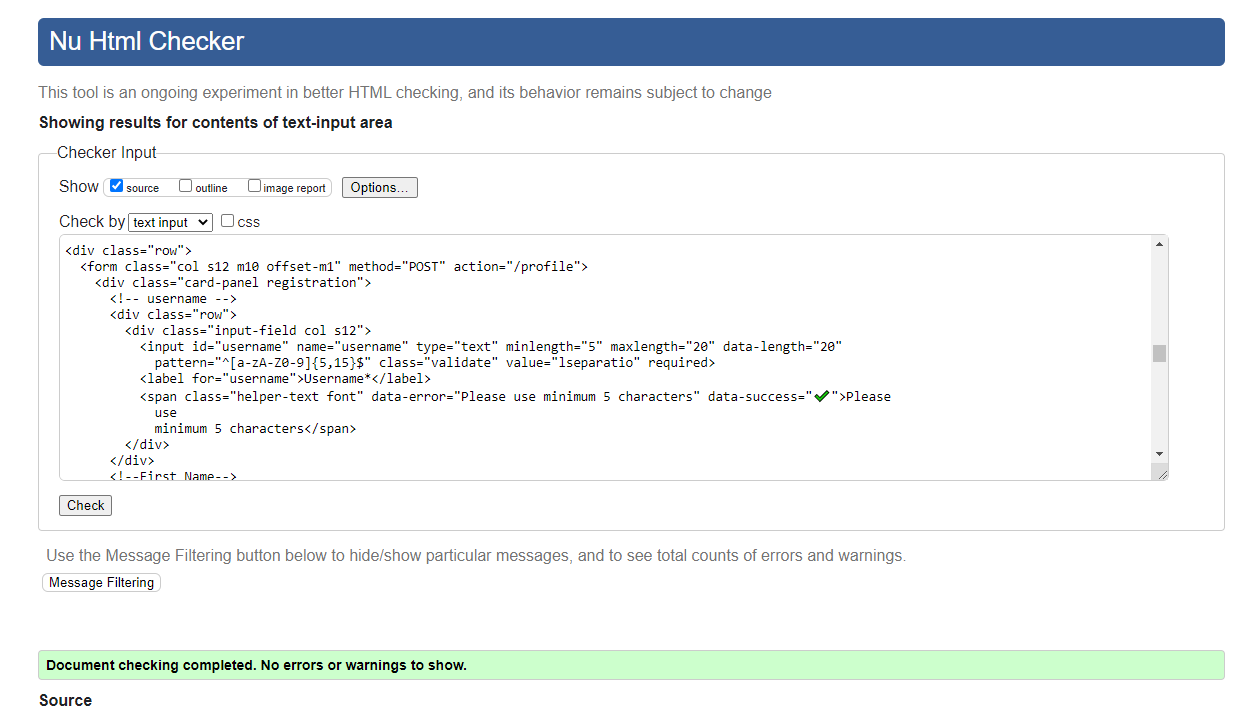 Nu Html Checker
This tool is an ongoing experiment in better HTML checking, and its behavior remains subject to change
Showing results for contents of text-input area
Checker Input
Show source outline image report Options...
Check by text input css
<div class="row">
<form class="col s12 m10 offset-m1" method="POST" action="/profile">
<div class="card-panel registration">
<!-- username -->
<div class="row">
<div class="input-field col s12">
<input id="username" name="username" type="text" minlength="5" maxlength="20" data-length="20"
pattern="^[a-zA-Z0-9]{5,15}$" class="validate" value="lseparatio" required>
<label for="username">Username*</label>
<span class="helper-text font" data-error="Please use minimum 5 characters" data-success="✔">Please
use
minimum 5 characters</span>
</div>
</div>
<!--First Name-->
Check
Use the Message Filtering button below to hide/show particular messages, and to see total counts of errors and warnings.
Message Filtering
Document checking completed. No errors or warnings to show.
Source